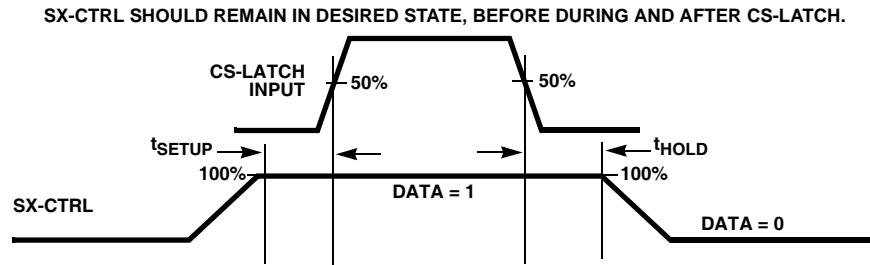 SX-CTRL SHOULD REMAIN IN DESIRED STATE, BEFORE DURING AND AFTER CS-LATCH.
CS-LATCH
INPUT
50%
50%
tSETUP
tHOLD
100%
100%
SX-CTRL
DATA = 1
DATA = 0